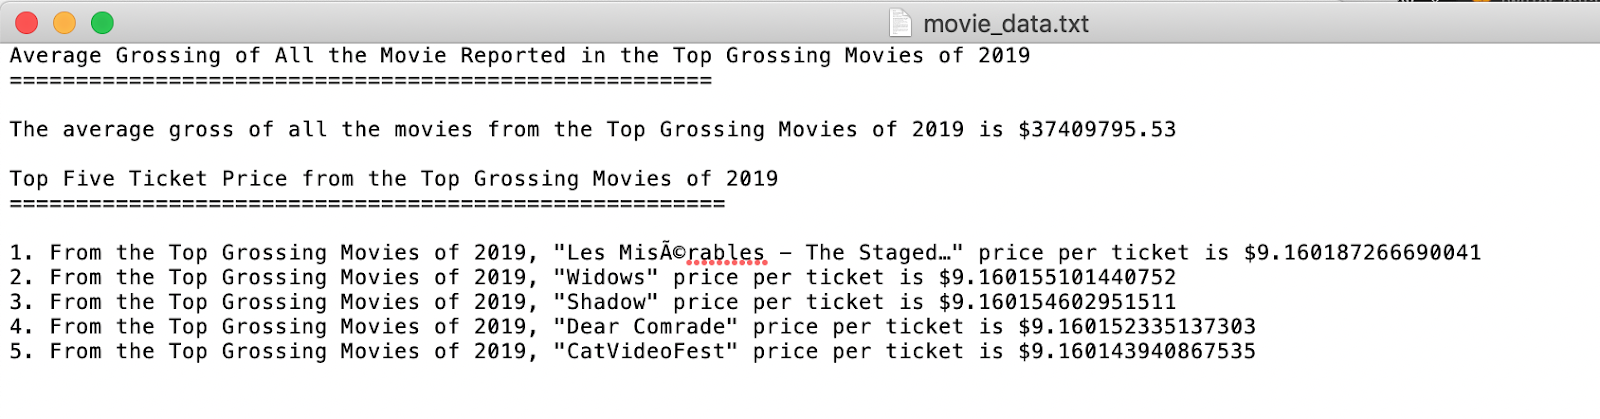 movie_data.txt
Average Grossing of All the Movie Reported in the Top Grossing Movies of 2019
=====================================================
The average gross of all the movies from the Top Grossing Movies of 2019 is $37409795.53
Top Five Ticket Price from the Top Grossing Movies of 2019
======================================================
1. From the Top Grossing Movies of 2019, "Les MisÃ©rables – The Staged…" price per ticket is $9.160187266690041
2. From the Top Grossing Movies of 2019, "Widows" price per ticket is $9.160155101440752
3. From the Top Grossing Movies of 2019, "Shadow" price per ticket is $9.160154602951511
4. From the Top Grossing Movies of 2019, "Dear Comrade" price per ticket is $9.160152335137303
5. From the Top Grossing Movies of 2019, "CatVideoFest" price per ticket is $9.160143940867535